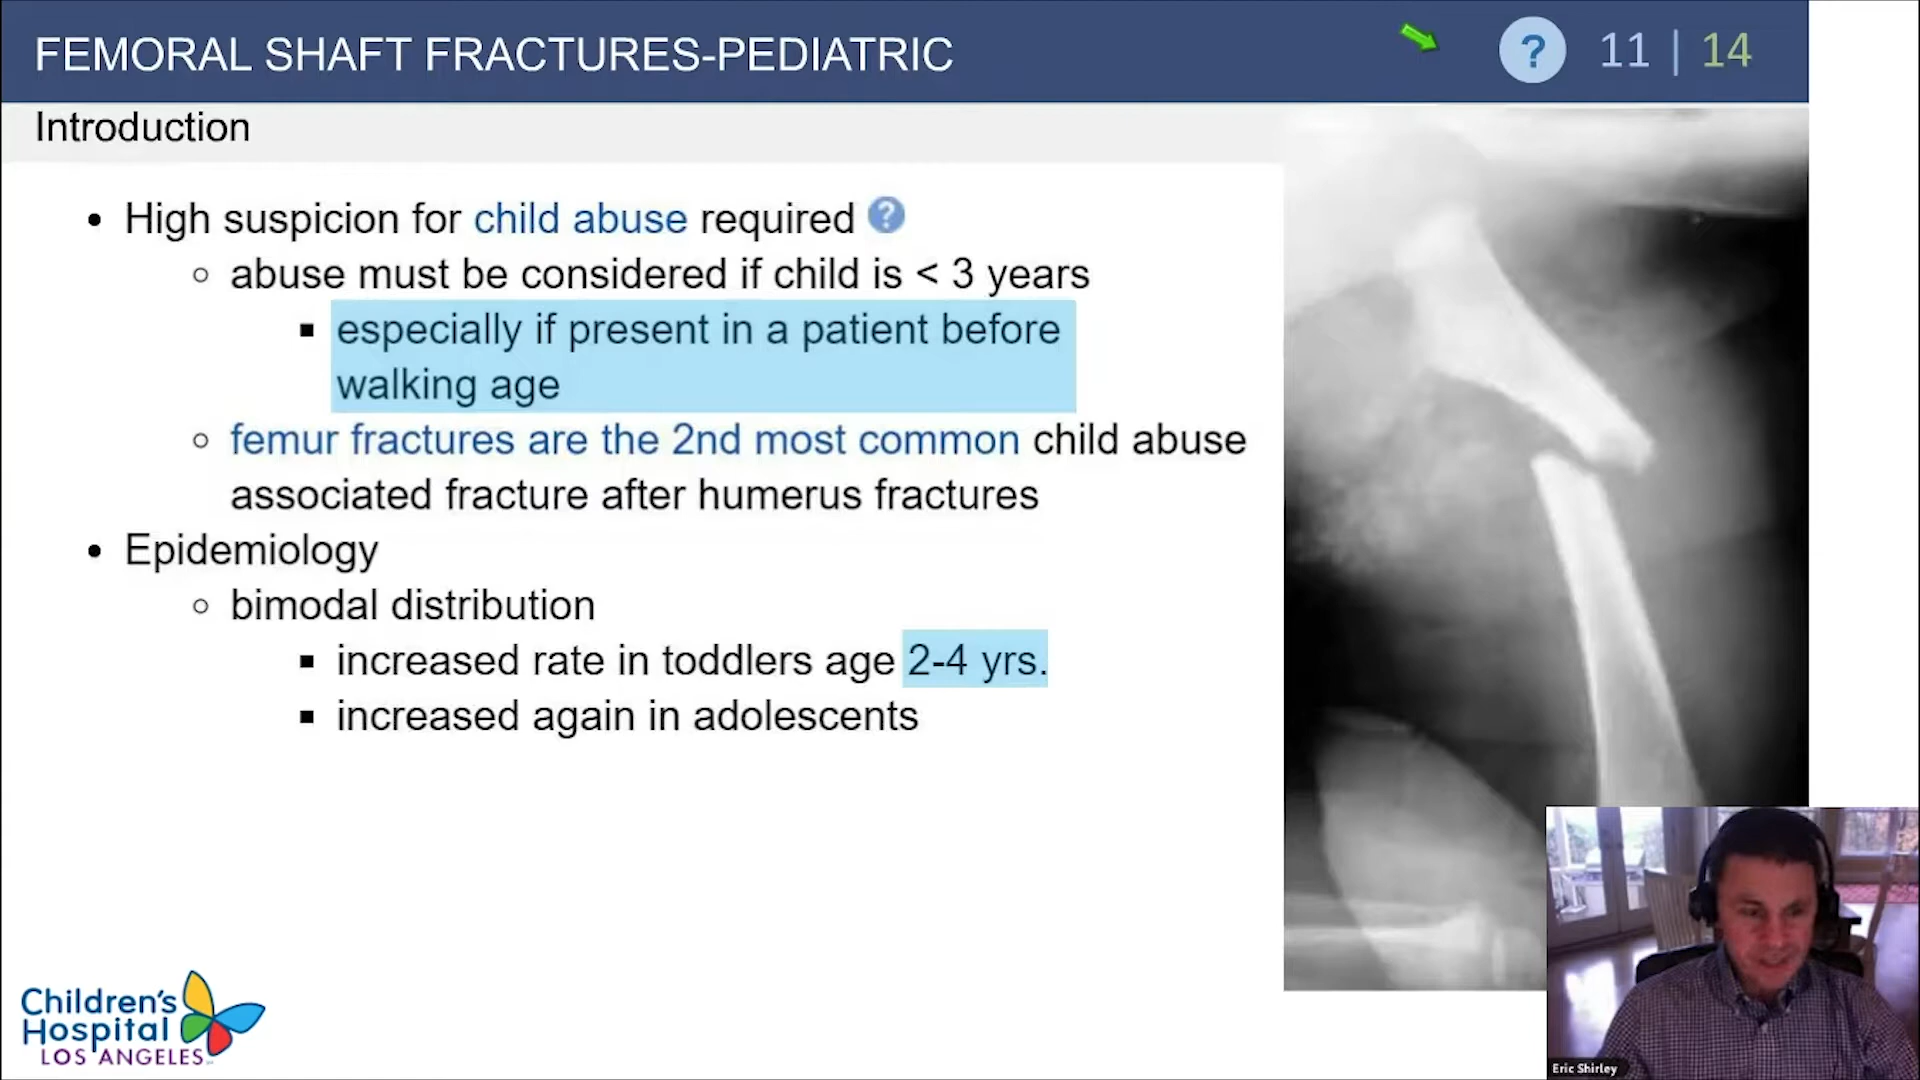 FEMORAL SHAFT FRACTURES-PEDIATRIC
? 11 | 14
Introduction
• High suspicion for child abuse required ?
○ abuse must be considered if child is < 3 years
▪ especially if present in a patient before
walking age
○ femur fractures are the 2nd most common child abuse
associated fracture after humerus fractures
• Epidemiology
○ bimodal distribution
▪ increased rate in toddlers age 2-4 yrs.
▪ increased again in adolescents
Children's
Hospital
LOS ANGELES
Eric Shirley